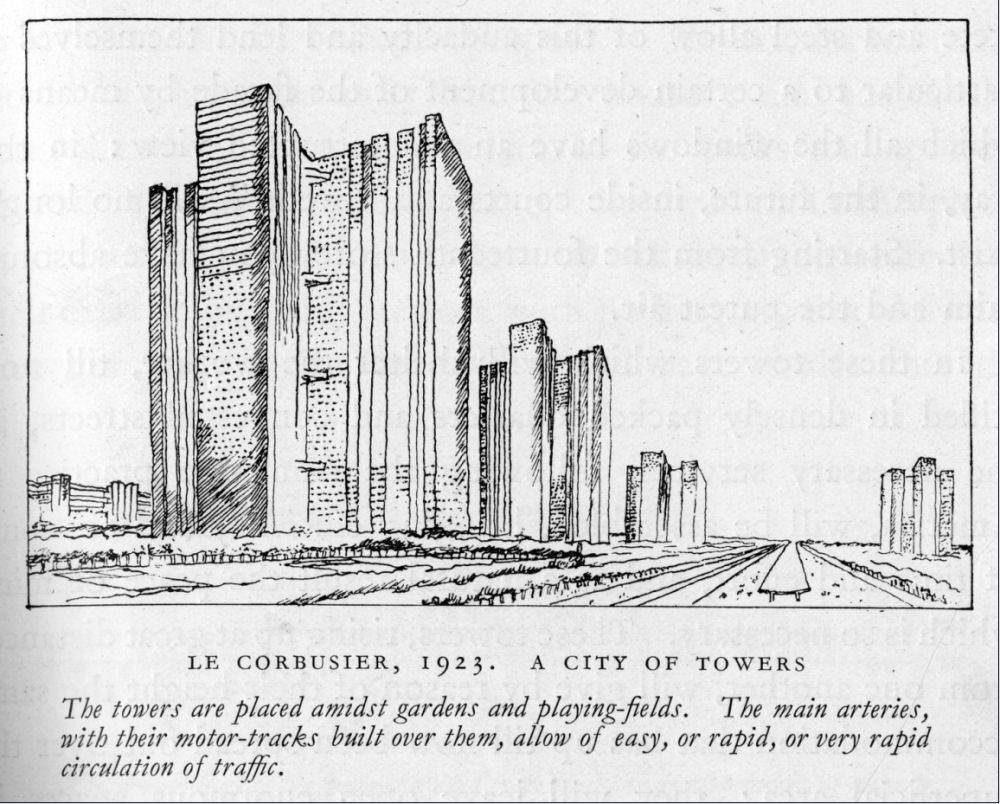 LE CORBUSIER, 1923. A CITY OF TOWERS
The towers are placed amidst gardens and playing-fields. The main arteries,
with their motor-tracks built over them, allow of easy, or rapid, or very rapid
circulation of traffic.